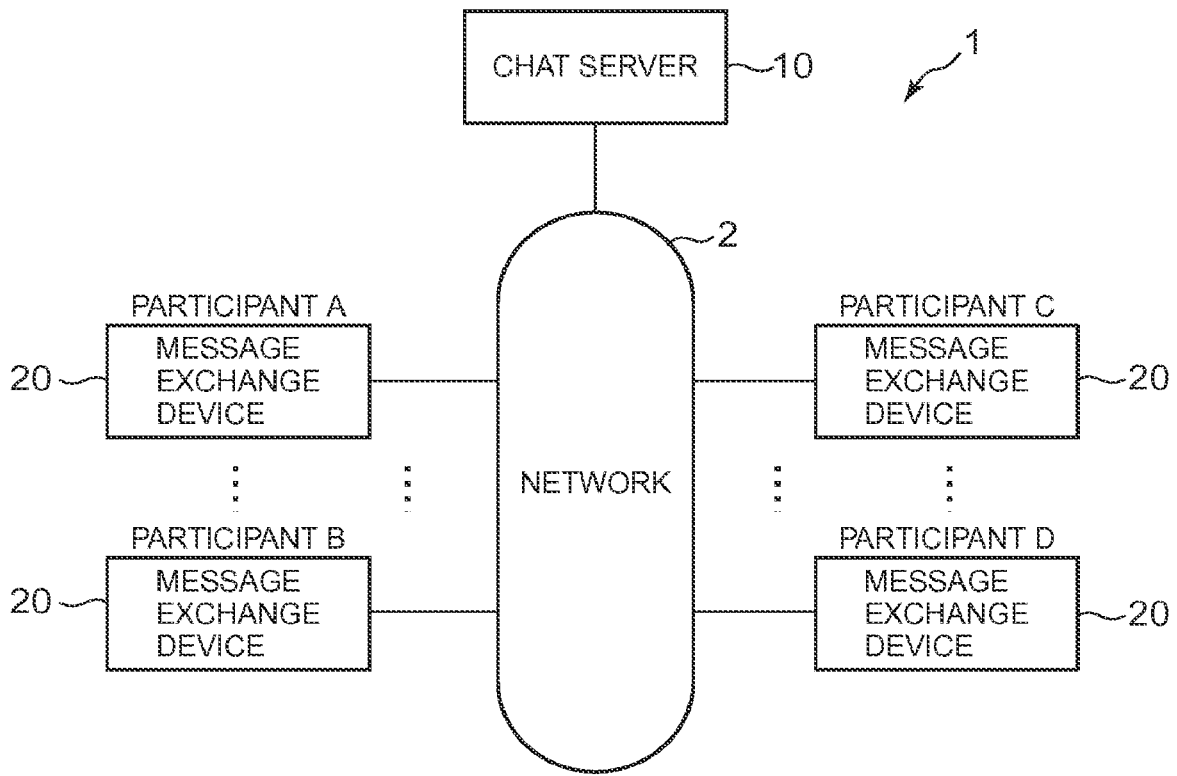 CHAT SERVER
10
1
2
PARTICIPANT A
MESSAGE
EXCHANGE
DEVICE
20
PARTICIPANT C
MESSAGE
EXCHANGE
DEVICE
20
NETWORK
PARTICIPANT B
MESSAGE
EXCHANGE
DEVICE
20
PARTICIPANT D
MESSAGE
EXCHANGE
DEVICE
20